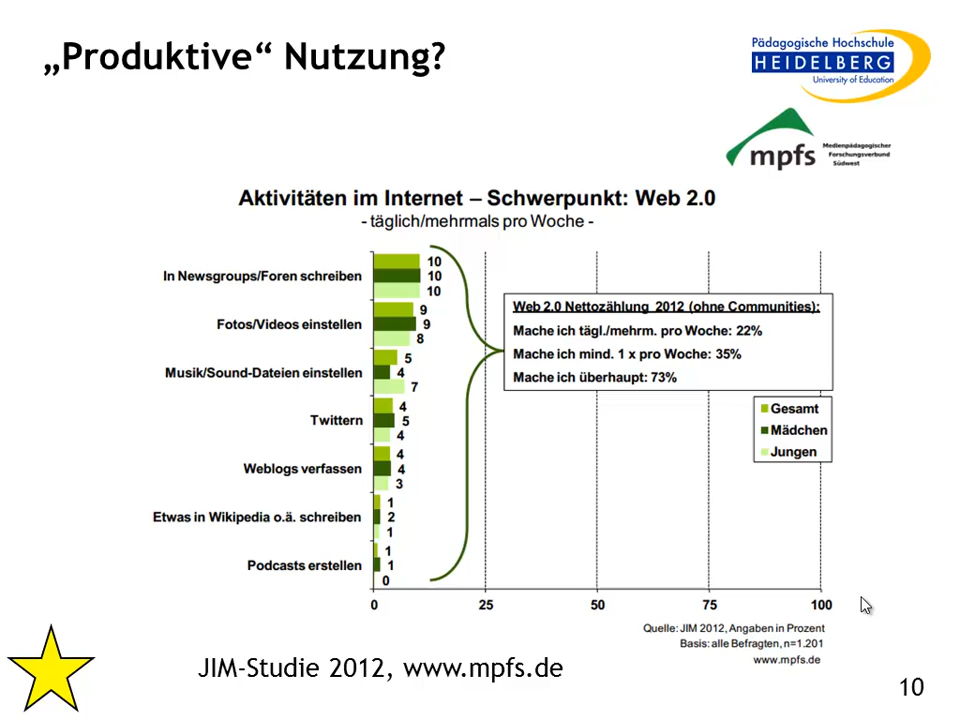 „Produktive“ Nutzung?
Pädagogische Hochschule
HEIDELBERG
University of Education
mpfs
Medienpädagogischer
Forschungsverbund
Südwest
Aktivitäten im Internet – Schwerpunkt: Web 2.0
- täglich/mehrmals pro Woche -
In Newsgroups/Foren schreiben
10
10
10
Fotos/Videos einstellen
9
9
8
Musik/Sound-Dateien einstellen
5
4
7
Twittern
4
5
4
Weblogs verfassen
4
4
3
Etwas in Wikipedia o.ä. schreiben
1
2
1
Podcasts erstellen
1
1
0
0 25 50 75 100
Web 2.0 Nettozählung 2012 (ohne Communities):
Mache ich tägl./mehrm. pro Woche: 22%
Mache ich mind. 1 x pro Woche: 35%
Mache ich überhaupt: 73%
Gesamt
Mädchen
Jungen
Quelle: JIM 2012, Angaben in Prozent
Basis: alle Befragten, n=1.201
www.mpfs.de
JIM-Studie 2012, www.mpfs.de
10